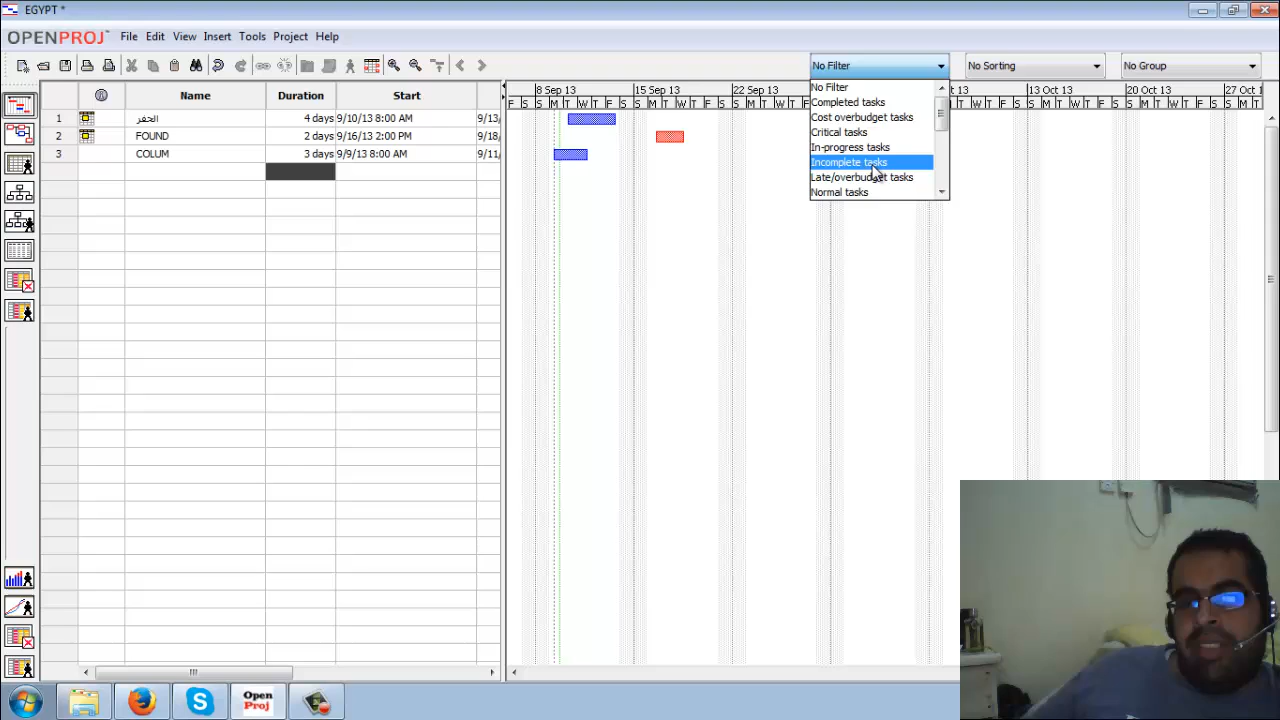 EGYPT *
OPENPROJ
File Edit View Insert Tools Project Help
No Filter No Sorting No Group
Name Duration Start
8 Sep 13 15 Sep 13 22 Sep 13 13 Oct 13 20 Oct 13 27 Oct
1 الحفر 4 days 9/10/13 8:00 AM 9/13/
2 FOUND 2 days 9/16/13 2:00 PM 9/18/
3 COLUM 3 days 9/9/13 8:00 AM 9/11/
No Filter
Completed tasks
Cost overbudget tasks
Critical tasks
In-progress tasks
Incomplete tasks
Late/overbudget tasks
Normal tasks
Open
Proj